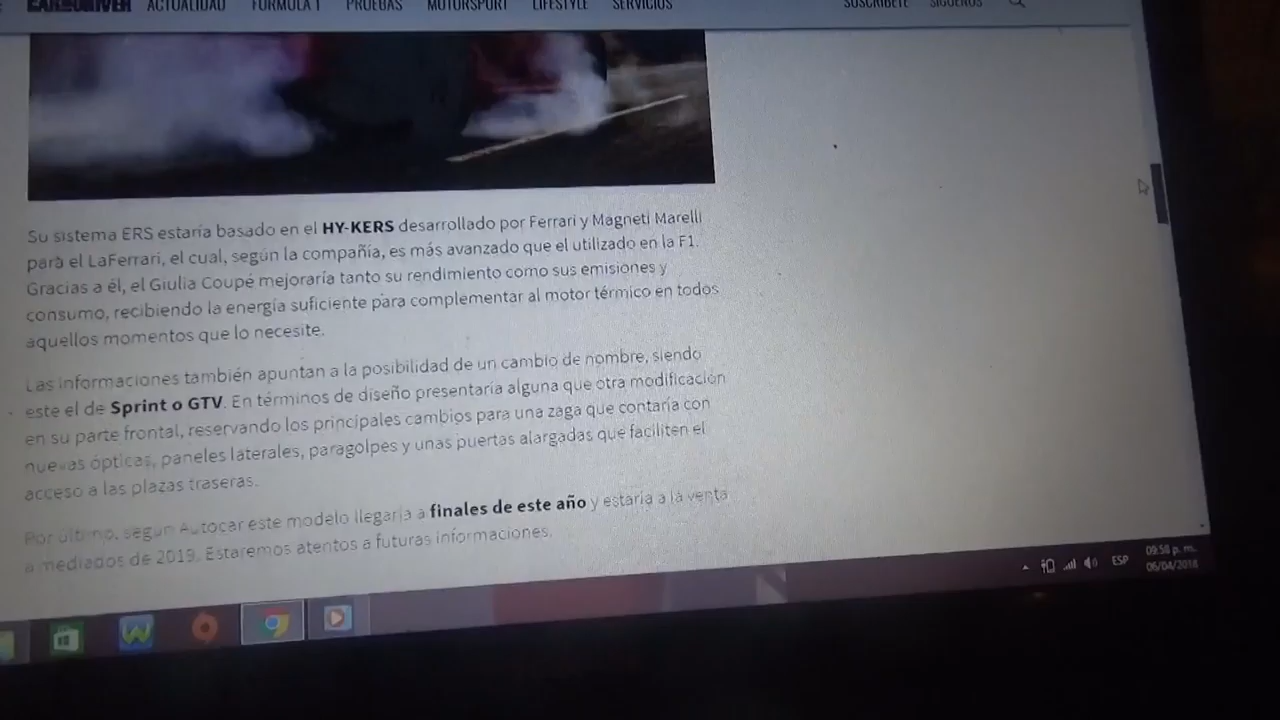 CAR&DRIVER ACTUALIDAD FÓRMULA 1 PRUEBAS MOTORSPORT LIFESTYLE SERVICIOS SUSCRÍBETE SÍGUENOS
Su sistema ERS estaría basado en el HY-KERS desarrollado por Ferrari y Magneti Marelli
para el LaFerrari, el cual, según la compañía, es más avanzado que el utilizado en la F1.
Gracias a él, el Giulia Coupé mejoraría tanto su rendimiento como sus emisiones y
consumo, recibiendo la energía suficiente para complementar al motor térmico en todos
aquellos momentos que lo necesite.
Las informaciones también apuntan a la posibilidad de un cambio de nombre, siendo
este el de Sprint o GTV. En términos de diseño presentaría alguna que otra modificación
en su parte frontal, reservando los principales cambios para una zaga que contaría con
nuevas ópticas, paneles laterales, paragolpes y unas puertas alargadas que faciliten el
acceso a las plazas traseras.
Por último, según Autocar este modelo llegaría a finales de este año y estaría a la venta
a mediados de 2019. Estaremos atentos a futuras informaciones.
ESP
09:58 p. m.
06/04/2018